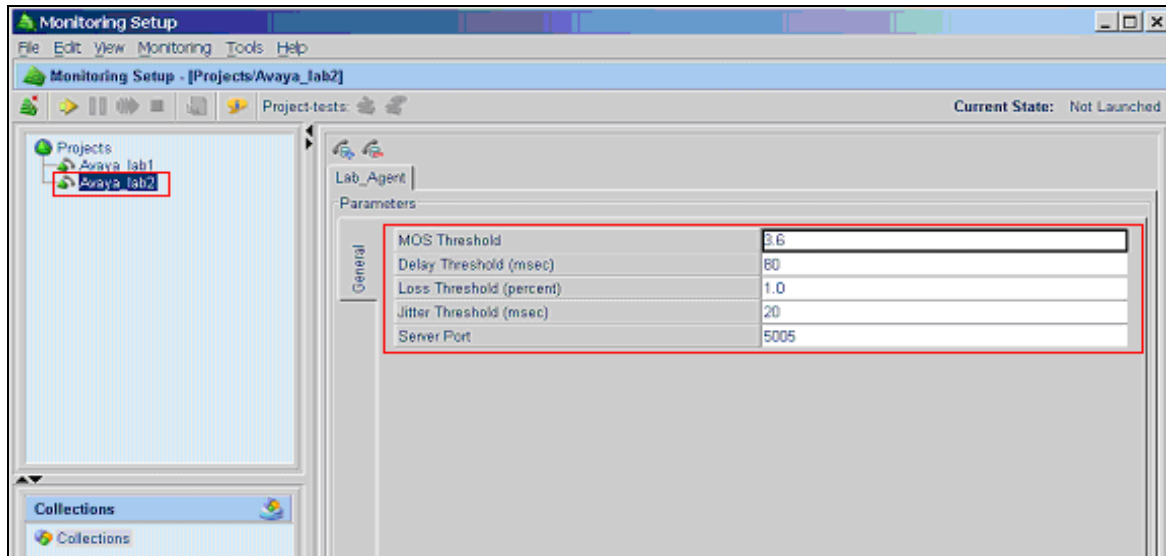 Monitoring Setup
File Edit View Monitoring Tools Help
Monitoring Setup - [Projects/Avaya_lab2]
Project-tests:
Current State: Not Launched
Projects
Avaya_lab1
Avaya_lab2
Lab_Agent
Parameters
General
MOS Threshold 3.6
Delay Threshold (msec) 80
Loss Threshold (percent) 1.0
Jitter Threshold (msec) 20
Server Port 5005
Collections
Collections